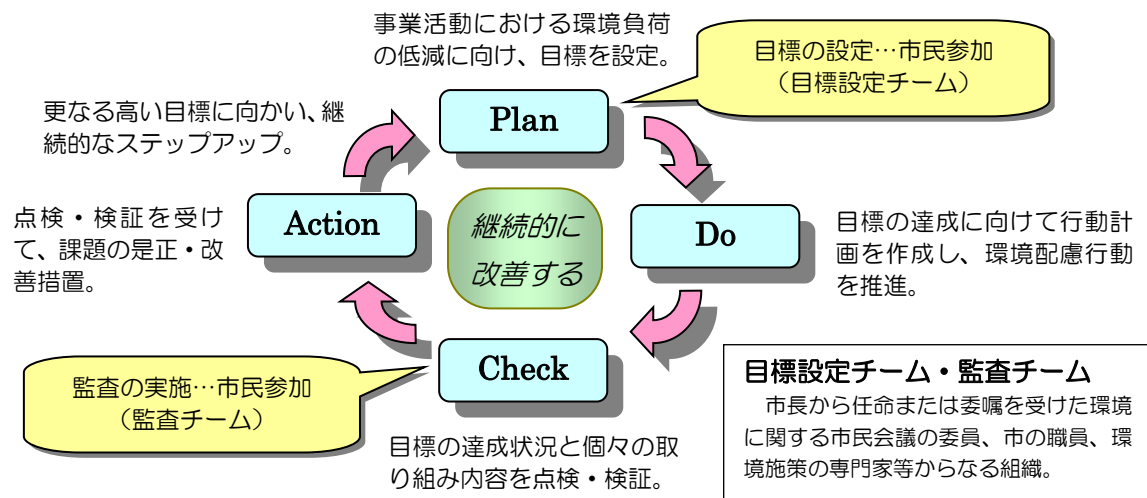 事業活動における環境負荷
の低減に向け、目標を設定。
目標の設定…市民参加
（目標設定チーム）
更なる高い目標に向かい、継
続的なステップアップ。
Plan
点検・検証を受け
て、課題の是正・改
善措置。
Action
継続的に
改善する
Do
目標の達成に向けて行動計
画を作成し、環境配慮行動
を推進。
Check
監査の実施…市民参加
（監査チーム）
目標の達成状況と個々の取
り組み内容を点検・検証。
目標設定チーム・監査チーム
市長から任命または委嘱を受けた環境
に関する市民会議の委員、市の職員、環
境施策の専門家等からなる組織。